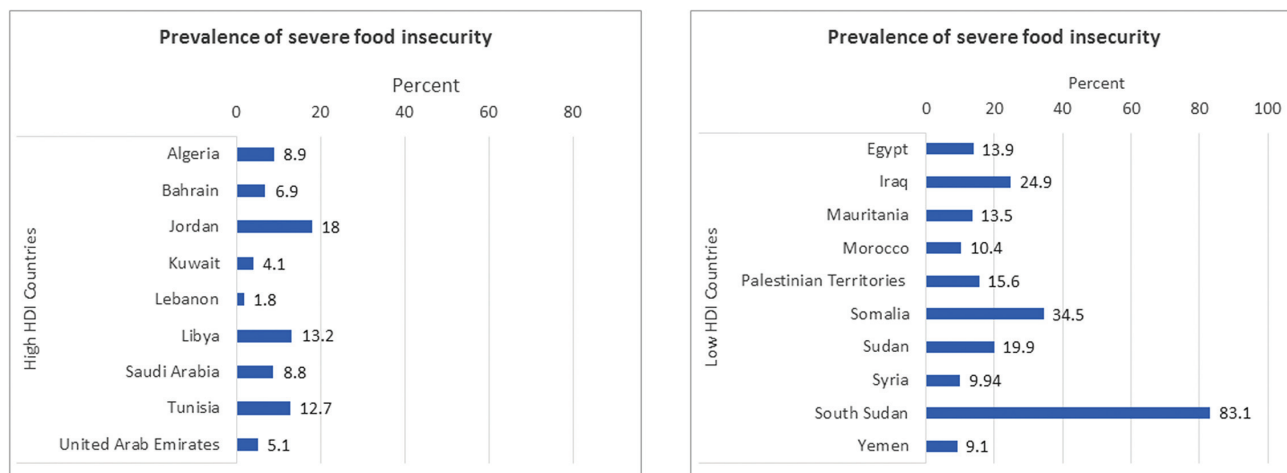 Prevalence of severe food insecurity
Percent
0 20 40 60 80
High HDI Countries
Algeria 8.9
Bahrain 6.9
Jordan 18
Kuwait 4.1
Lebanon 1.8
Libya 13.2
Saudi Arabia 8.8
Tunisia 12.7
United Arab Emirates 5.1
Prevalence of severe food insecurity
Percent
0 20 40 60 80 100
Low HDI Countries
Egypt 13.9
Iraq 24.9
Mauritania 13.5
Morocco 10.4
Palestinian Territories 15.6
Somalia 34.5
Sudan 19.9
Syria 9.94
South Sudan 83.1
Yemen 9.1